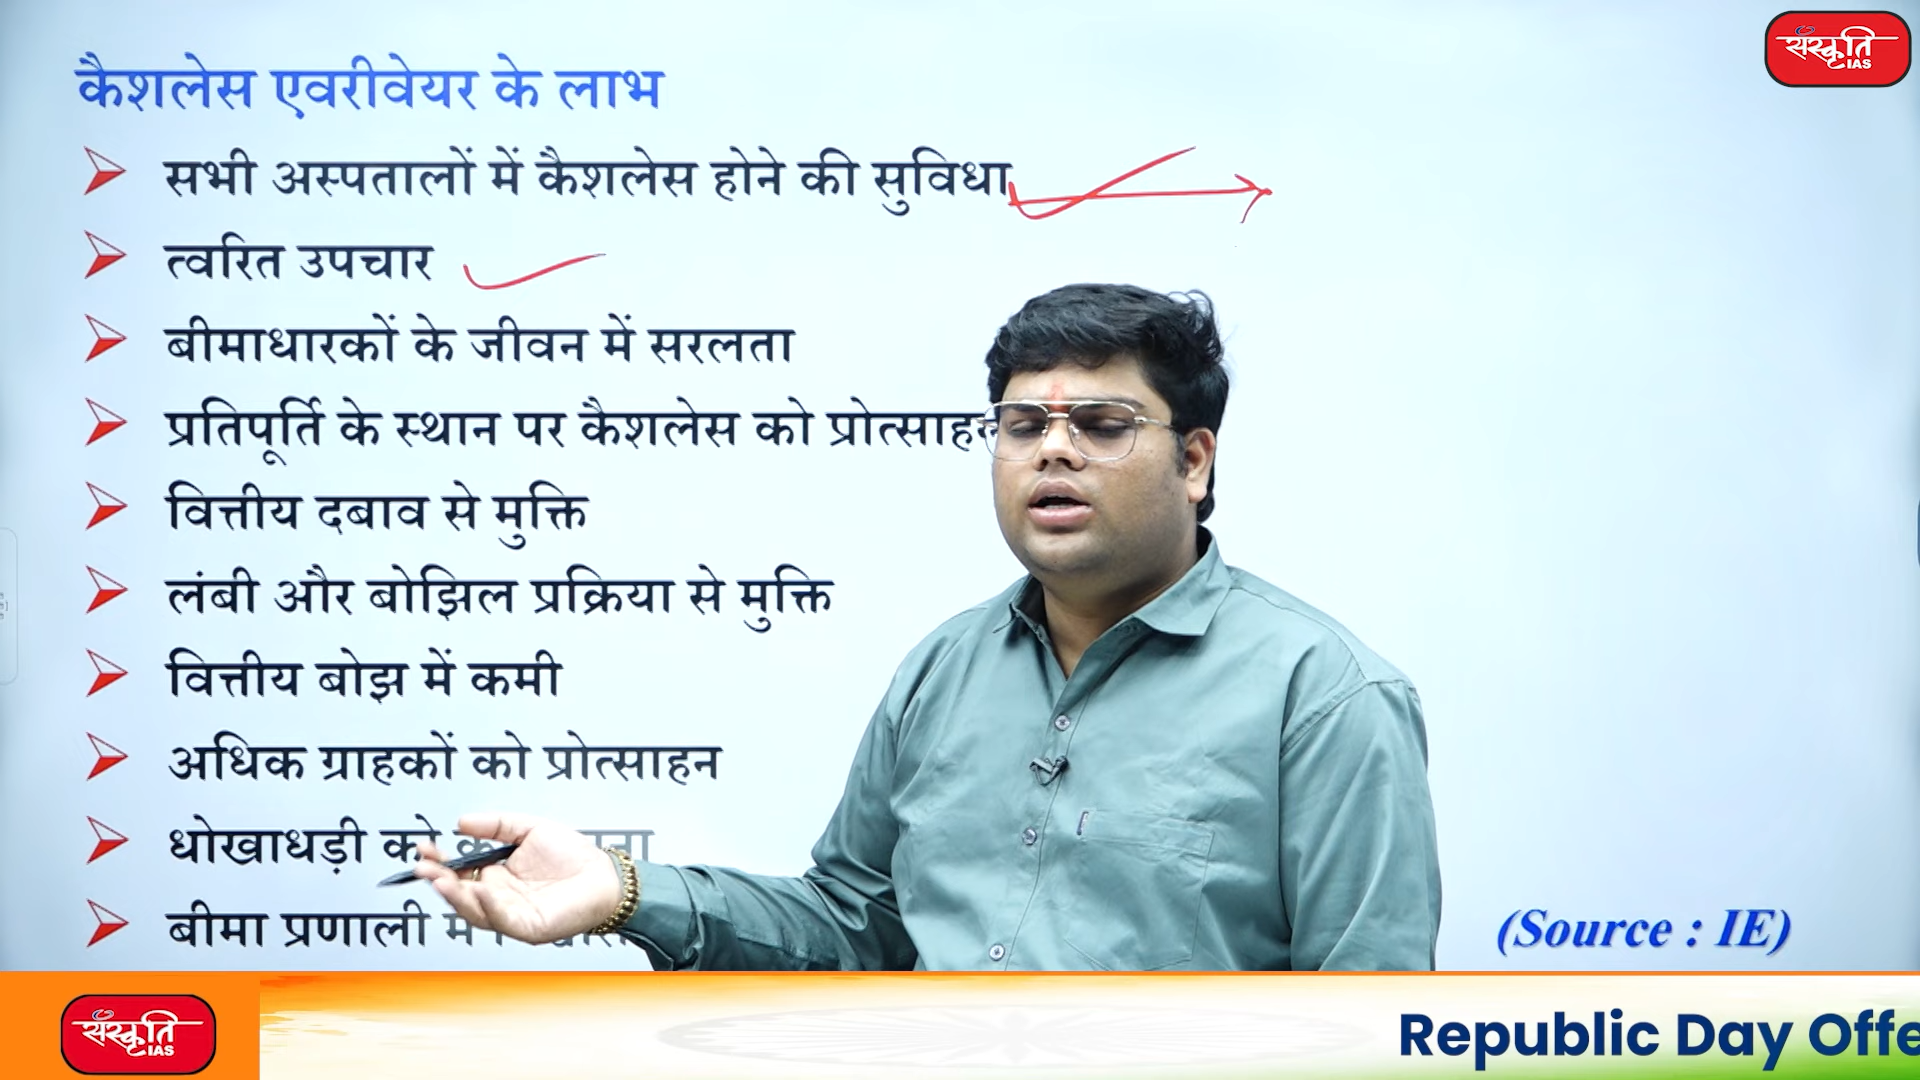 कैशलेस एवरीवेयर के लाभ
संस्कृति
IAS
सभी अस्पतालों में कैशलेस होने की सुविधा
त्वरित उपचार
बीमाधारकों के जीवन में सरलता
प्रतिपूर्ति के स्थान पर कैशलेस को प्रोत्साहन
वित्तीय दबाव से मुक्ति
लंबी और बोझिल प्रक्रिया से मुक्ति
वित्तीय बोझ में कमी
अधिक ग्राहकों को प्रोत्साहन
धोखाधड़ी को
बीमा प्रणाली में
(Source : IE)
संस्कृति
IAS
Republic Day Offe